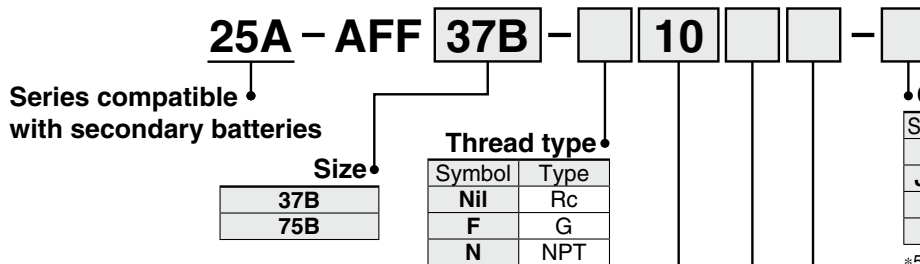 25A – AFF 37B – 10 –
Series compatible
with secondary batteries
Size
37B
75B
Thread type
Symbol Type
Nil Rc
F G
N NPT